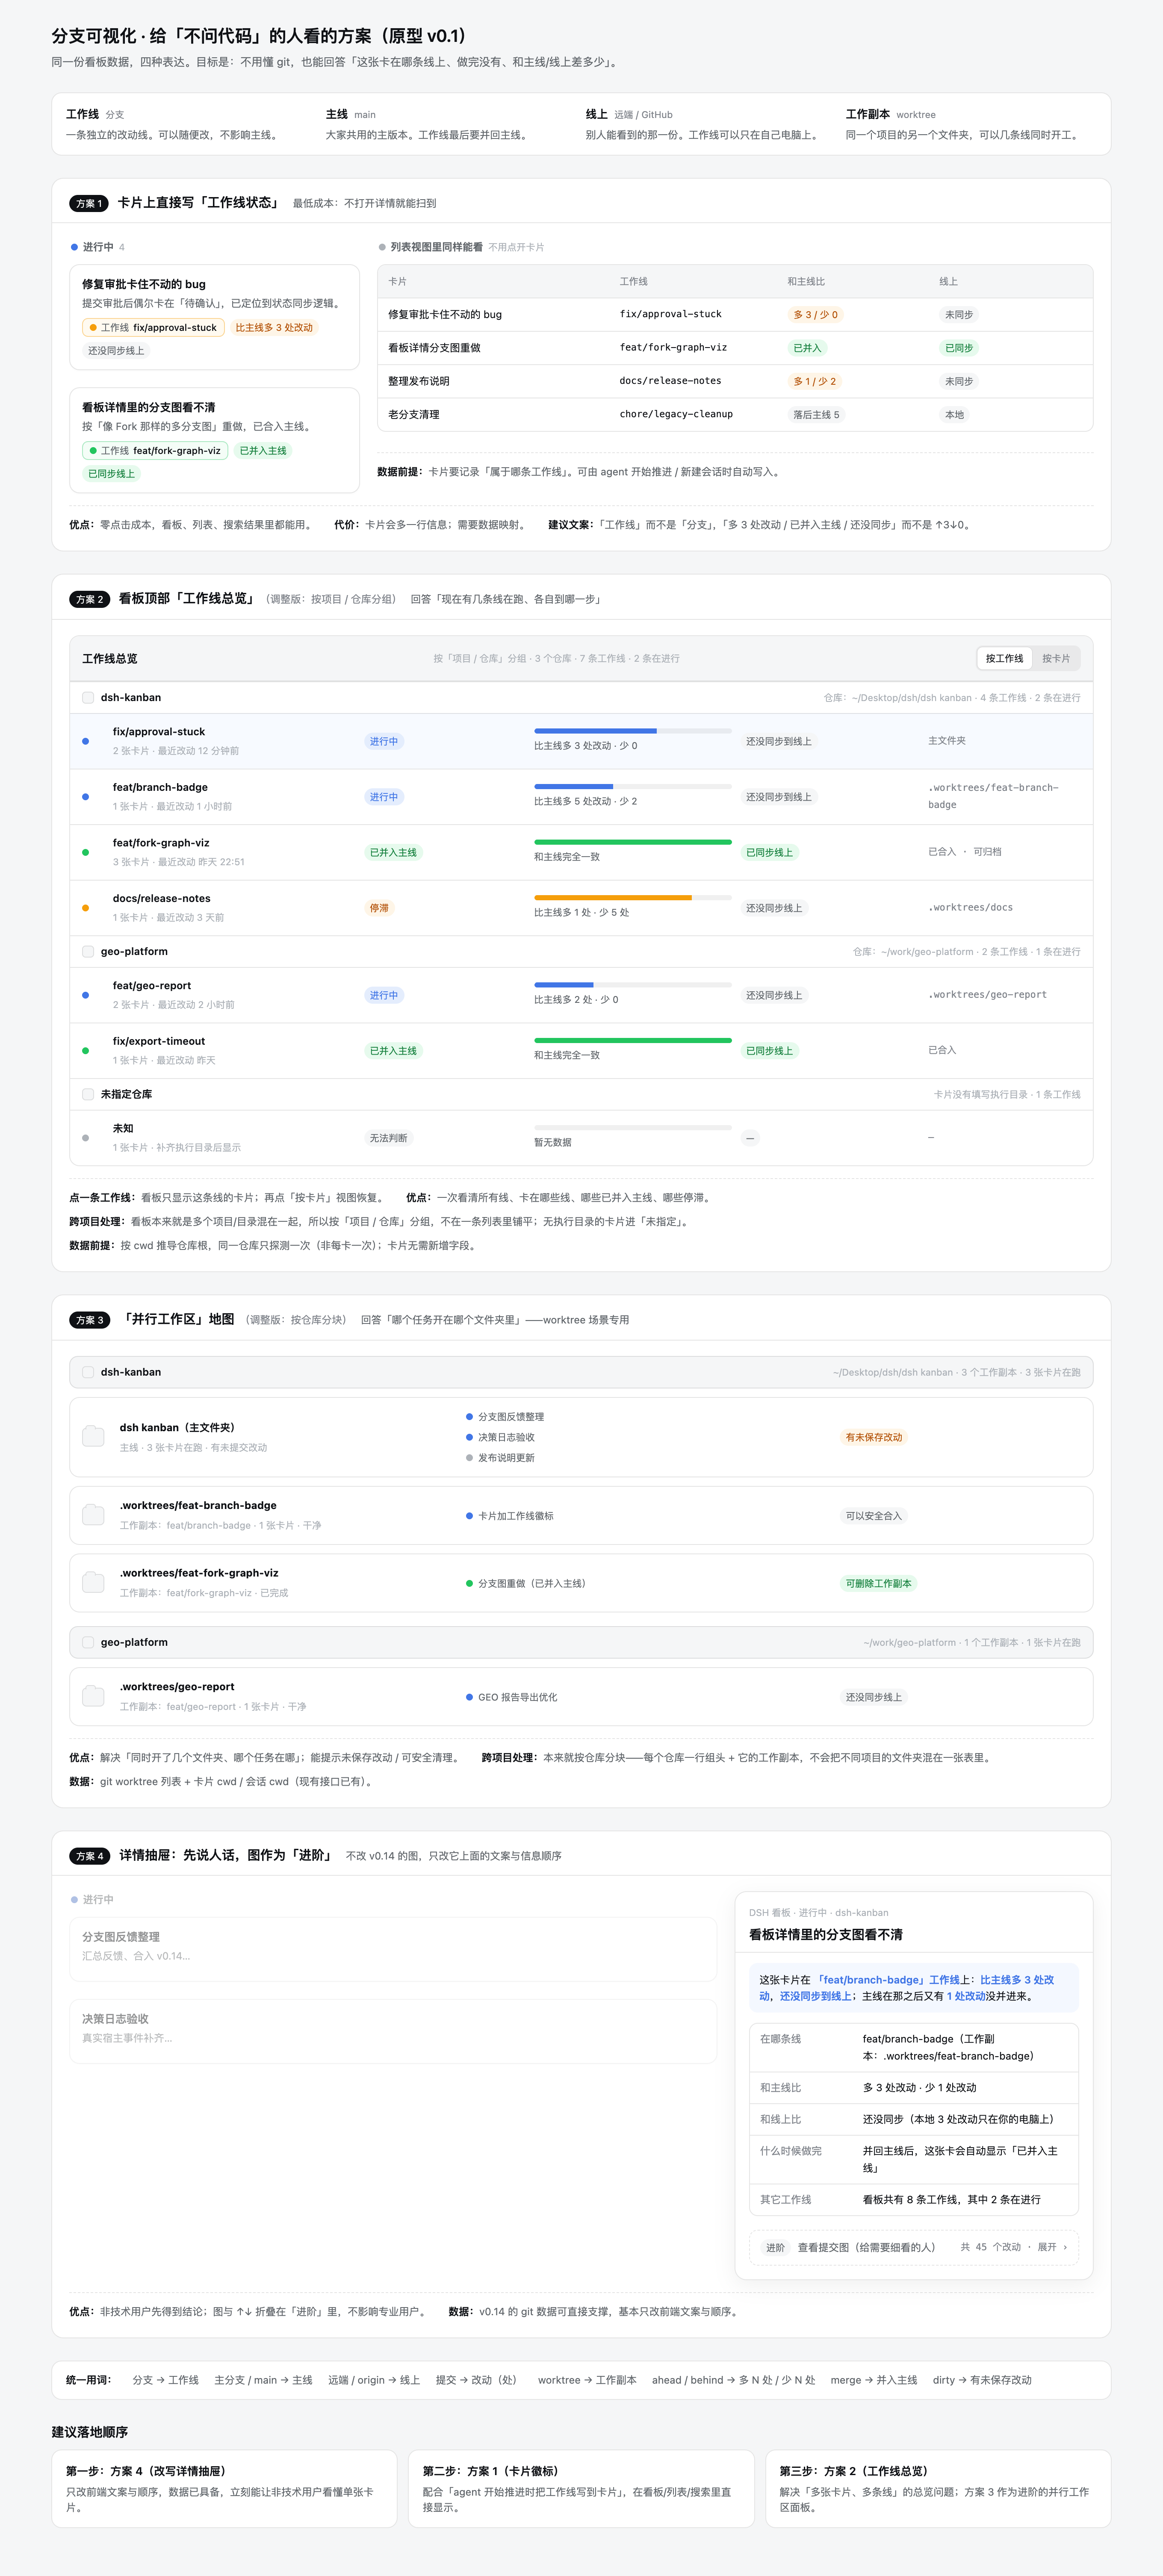 分支可视化 · 给「不问代码」的人看的方案（原型 v0.1）
同一份看板数据，四种表达。目标是：不用懂 git，也能回答「这张卡在哪条线上、做完没有、和主线/线上差多少」。
工作线 分支
一条独立的改动线。可以随便改，不影响主线。
主线 main
大家共用的主版本。工作线最后要并回主线。
线上 远端 / GitHub
别人能看到的那一份。工作线可以只在自己电脑上。
工作副本 worktree
同一个项目的另一个文件夹，可以几条线同时开工。
方案 1 卡片上直接写「工作线状态」 最低成本：不打开详情就能扫到
进行中 4
修复审批卡住不动的 bug
提交审批后偶尔卡在「待确认」，已定位到状态同步逻辑。
工作线 fix/approval-stuck 比主线多 3 处改动
还没同步线上
看板详情里的分支图看不清
按「像 Fork 那样的多分支图」重做，已合入主线。
工作线 feat/fork-graph-viz 已并入主线
已同步线上
列表视图里同样能看 不用点开卡片
卡片 工作线 和主线比 线上
修复审批卡住不动的 bug fix/approval-stuck 多 3 / 少 0 未同步
看板详情分支图重做 feat/fork-graph-viz 已并入 已同步
整理发布说明 docs/release-notes 多 1 / 少 2 未同步
老分支清理 chore/legacy-cleanup 落后主线 5 本地
数据前提：卡片要记录「属于哪条工作线」。可由 agent 开始推进 / 新建会话时自动写入。
优点：零点击成本，看板、列表、搜索结果里都能用。 代价：卡片会多一行信息；需要数据映射。 建议文案：「工作线」而不是「分支」，「多 3 处改动 / 已并入主线 / 还没同步」而不是 ↑3↓0。
方案 2 看板顶部「工作线总览」（调整版：按项目 / 仓库分组） 回答「现在有几条线在跑、各自到哪一步」
工作线总览 按「项目 / 仓库」分组 · 3 个仓库 · 7 条工作线 · 2 条在进行 按工作线 按卡片
dsh-kanban 仓库：~/Desktop/dsh/dsh kanban · 4 条工作线 · 2 条在进行
fix/approval-stuck
2 张卡片 · 最近改动 12 分钟前
进行中
比主线多 3 处改动 · 少 0
还没同步到线上
主文件夹
feat/branch-badge
1 张卡片 · 最近改动 1 小时前
进行中
比主线多 5 处改动 · 少 2
还没同步到线上
.worktrees/feat-branch-
badge
feat/fork-graph-viz
3 张卡片 · 最近改动 昨天 22:51
已并入主线
和主线完全一致
已同步线上
已合入 · 可归档
docs/release-notes
1 张卡片 · 最近改动 3 天前
停滞
比主线多 1 处 · 少 5 处
还没同步线上
.worktrees/docs
geo-platform 仓库：~/work/geo-platform · 2 条工作线 · 1 条在进行
feat/geo-report
2 张卡片 · 最近改动 2 小时前
进行中
比主线多 2 处 · 少 0
还没同步线上
.worktrees/geo-report
fix/export-timeout
1 张卡片 · 最近改动 昨天
已并入主线
和主线完全一致
已同步线上
已合入
未指定仓库 卡片没有填写执行目录 · 1 条工作线
未知
1 张卡片 · 补齐执行目录后显示
无法判断
暂无数据
—
—
点一条工作线：看板只显示这条线的卡片；再点「按卡片」视图恢复。 优点：一次看清所有线、卡在哪些线、哪些已并入主线、哪些停滞。
跨项目处理：看板本来就是多个项目/目录混在一起，所以按「项目 / 仓库」分组，不在一条列表里铺平；无执行目录的卡片进「未指定」。
数据前提：按 cwd 推导仓库根，同一仓库只探测一次（非每卡一次）；卡片无需新增字段。
方案 3 「并行工作区」地图 （调整版：按仓库分块） 回答「哪个任务开在哪个文件夹里」——worktree 场景专用
dsh-kanban ~/Desktop/dsh/dsh kanban · 3 个工作副本 · 3 张卡片在跑
dsh kanban（主文件夹）
主线 · 3 张卡片在跑 · 有未提交改动
分支图反馈整理
决策日志验收
发布说明更新
有未保存改动
.worktrees/feat-branch-badge
工作副本：feat/branch-badge · 1 张卡片 · 干净
卡片加工作线徽标
可以安全合入
.worktrees/feat-fork-graph-viz
工作副本：feat/fork-graph-viz · 已完成
分支图重做（已并入主线）
可删除工作副本
geo-platform ~/work/geo-platform · 1 个工作副本 · 1 张卡片在跑
.worktrees/geo-report
工作副本：feat/geo-report · 1 张卡片 · 干净
GEO 报告导出优化
还没同步线上
优点：解决「同时开了几个文件夹、哪个任务在哪」；能提示未保存改动 / 可安全清理。 跨项目处理：本来就按仓库分块——每个仓库一行组头 + 它的工作副本，不会把不同项目的文件夹混在一张表里。
数据：git worktree 列表 + 卡片 cwd / 会话 cwd（现有接口已有）。
方案 4 详情抽屉：先说人话，图作为「进阶」 不改 v0.14 的图，只改它上面的文案与信息顺序
进行中
分支图反馈整理
汇总反馈、合入 v0.14...
决策日志验收
真实宿主事件补齐...
DSH 看板 · 进行中 · dsh-kanban
看板详情里的分支图看不清
这张卡片在 「feat/branch-badge」工作线上：比主线多 3 处改
动，还没同步到线上；主线在那之后又有 1 处改动没并进来。
在哪条线 feat/branch-badge（工作副
本：.worktrees/feat-branch-badge）
和主线比 多 3 处改动 · 少 1 处改动
和线上比 还没同步（本地 3 处改动只在你的电脑上）
什么时候做完 并回主线后，这张卡会自动显示「已并入主
线」
其它工作线 看板共有 8 条工作线，其中 2 条在进行
进阶 查看提交图（给需要细看的人） 共 45 个改动 · 展开 ›
优点：非技术用户先得到结论；图与 ↑↓ 折叠在「进阶」里，不影响专业用户。 数据：v0.14 的 git 数据可直接支撑，基本只改前端文案与顺序。
统一用词： 分支 → 工作线 主分支 / main → 主线 远端 / origin → 线上 提交 → 改动（处） worktree → 工作副本 ahead / behind → 多 N 处 / 少 N 处 merge → 并入主线 dirty → 有未保存改动
建议落地顺序
第一步：方案 4（改写详情抽屉）
只改前端文案与顺序，数据已具备，立刻能让非技术用户看懂单张卡
片。
第二步：方案 1（卡片徽标）
配合「agent 开始推进时把工作线写到卡片」，在看板/列表/搜索里直
接显示。
第三步：方案 2（工作线总览）
解决「多张卡片、多条线」的总览问题；方案 3 作为进阶的并行工作
区面板。